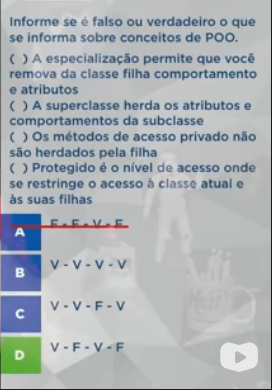 Informe se é falso ou verdadeiro o que
se informa sobre conceitos de POO.
( ) A especialização permite que você
remova da classe filha comportamento
e atributos
( ) A superclasse herda os atributos e
comportamentos da subclasse
( ) Os métodos de acesso privado não
são herdados pela filha
( ) Protegido é o nível de acesso onde
se restringe o acesso à classe atual e
às suas filhas
A F - F - V - F
B V - V - V - V
C V - V - F - V
D V - F - V - F